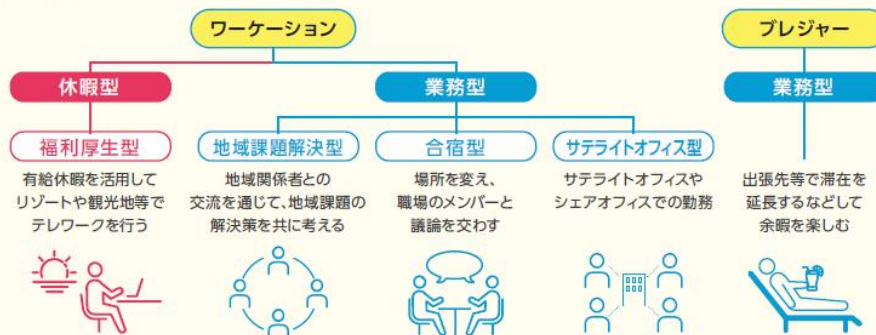 ワーケーション
ブレジャー
休暇型
業務型
業務型
福利厚生型
地域課題解決型
合宿型
サテライトオフィス型
有給休暇を活用して
リゾートや観光地等で
テレワークを行う
地域関係者との
交流を通じて、地域課題の
解決策を共に考える
場所を変え、
職場のメンバーと
議論を交わす
サテライトオフィスや
シェアオフィスでの勤務
出張先等で滞在を
延長するなどして
余暇を楽しむ